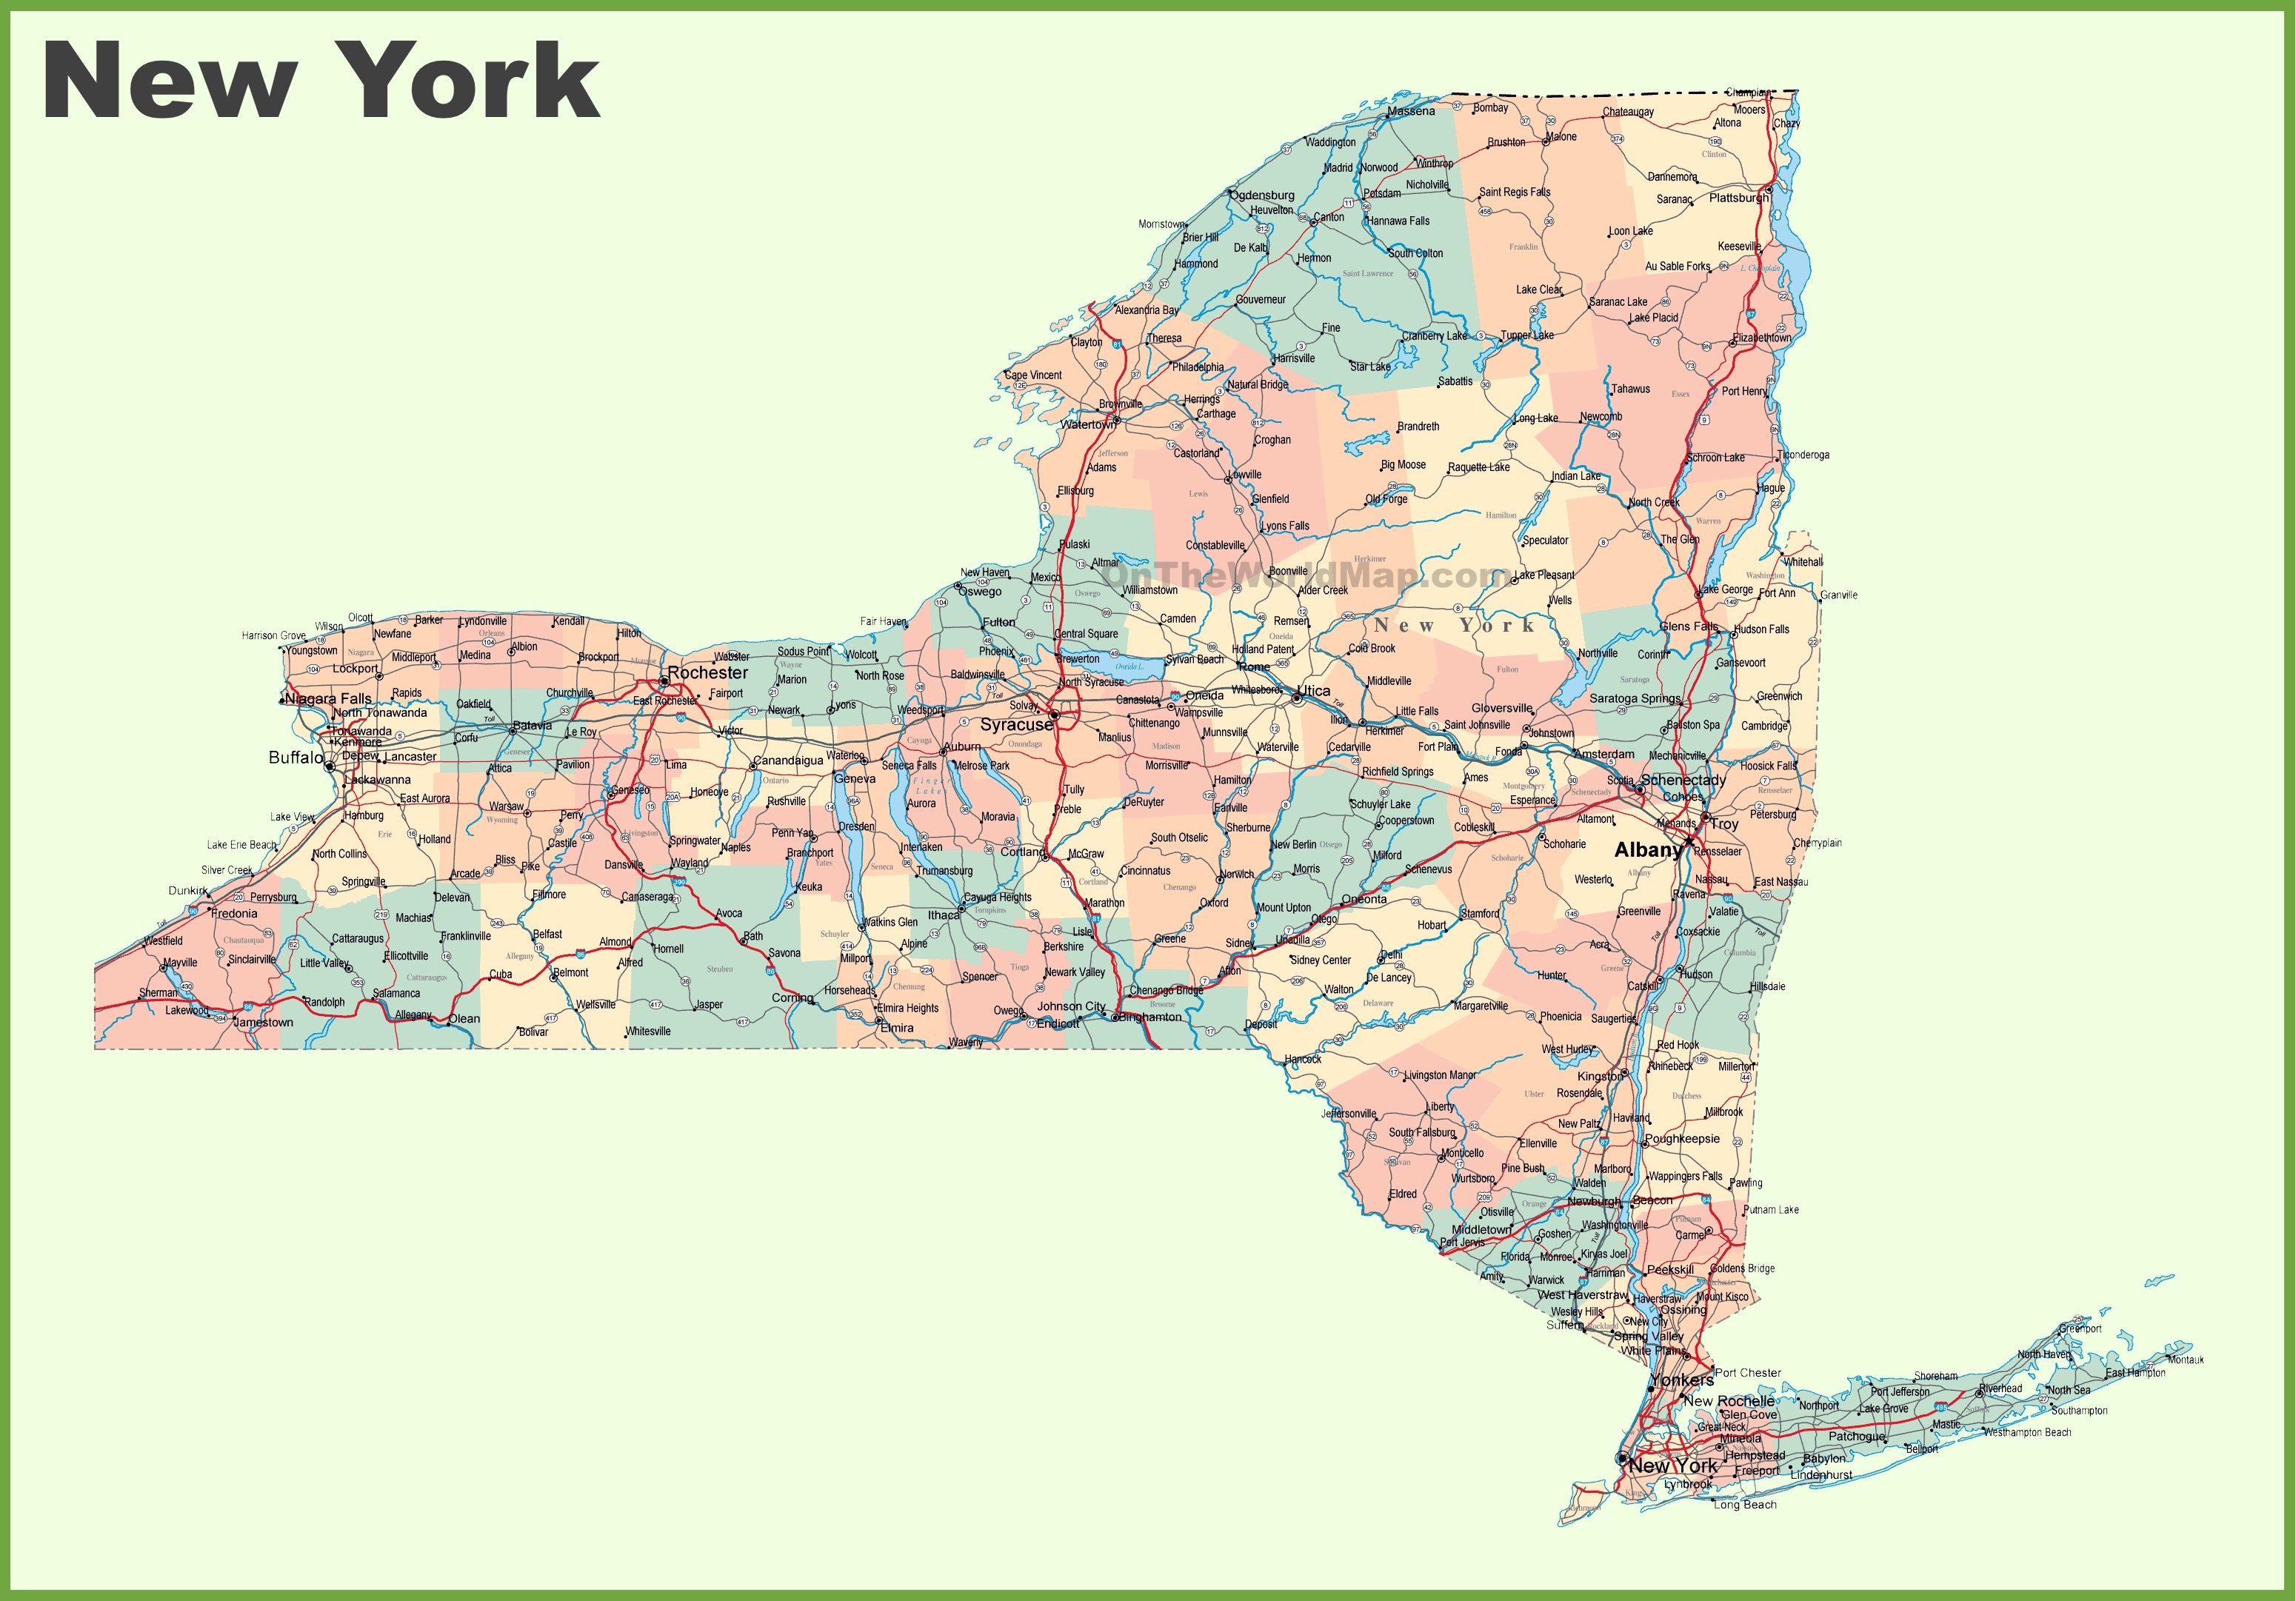 New York
Champlain
Mooers
Massena
Bombay
Chateaugay
Altona
Chazy
Waddington
Brushton
Malone
Clinton
Madrid
Norwood
Winthrop
Nicholville
Dannemora
Ogdensburg
Potsdam
Saint Regis Falls
Saranac
Plattsburgh
Heuvelton
Canton
Hannawa Falls
Morristown
Brier Hill
De Kalb
Loon Lake
Franklin
Keeseville
Hermon
South Colton
Hammond
Saint Lawrence
Au Sable Forks
L. Champlain
Lake Clear
Gouverneur
Saranac Lake
Alexandria Bay
Lake Placid
Fine
Clayton
Theresa
Cranberry Lake
Tupper Lake
Elizabethtown
Harrisville
Philadelphia
Star Lake
Cape Vincent
Natural Bridge
Sabattis
Tahawus
Essex
Port Henry
Brownville
Herrings
Carthage
Long Lake
Newcomb
Watertown
Brandreth
Croghan
Jefferson
Castorland
Adams
Big Moose
Raquette Lake
Schroon Lake
Ticonderoga
Lowville
Indian Lake
Ellisburg
Lewis
Glenfield
Old Forge
Hague
North Creek
Hamilton
Lyons Falls
Warren
Pulaski
Constableville
Speculator
The Glen
Altmar
Herkimer
Whitehall
OnTheWorldMap.com
New Haven
Mexico
Boonville
Lake Pleasant
Washington
Oswego
Oswego
Williamstown
Alder Creek
Lake George
Fort Ann
Granville
Wells
Fair Haven
Fulton
Camden
Remsen
New York
Glens Falls
Hudson Falls
Olcott
Barker
Lyndonville
Kendall
Wilson
Newfane
Orleans
Hilton
Central Square
Oneida
Harrison Grove
Youngstown
Niagara
Albion
Phoenix
Holland Patent
Cold Brook
Northville
Corinth
Middleport
Medina
Brockport
Monroe
Webster
Sodus Point
Wolcott
Brewerton
Sylvan Beach
Rome
Gansevoort
Lockport
Rochester
Wayne
Oneida L.
Fulton
Marion
North Rose
Baldwinsville
North Syracuse
Middleville
Saratoga
Niagara Falls
Rapids
Churchville
Fairport
East Rochester
Canastota
Oneida
Whitesboro
Utica
Saratoga Springs
Greenwich
North Tonawanda
Oakfield
Toll
Newark
Lyons
Weedsport
Solvay
Toll
Wampsville
Toll
Ilion
Little Falls
Gloversville
Syracuse
Chittenango
Herkimer
Saint Johnsville
Ballston Spa
Cambridge
Tonawanda
Kenmore
Batavia
Le Roy
Victor
Manlius
Munnsville
Johnstown
Corfu
Cayuga
Onondaga
Madison
Waterville
Cedarville
Fort Plain
Fonda
Amsterdam
Mechanicville
Buffalo
Depew
Lancaster
Genesee
Pavilion
Lima
Canandaigua
Waterloo
Auburn
Seneca Falls
Melrose Park
Morrisville
Richfield Springs
Hoosick Falls
Attica
Geneva
Ontario
Finger
Lakes
Hamilton
Ames
Scotia
Schenectady
Lackawanna
East Aurora
Warsaw
Geneseo
Honeoye
Rushville
Aurora
Tully
DeRuyter
Earlville
Schuyler Lake
Montgomery
Esperance
Schenectady
Cohoes
Rensselaer
Lake View
Hamburg
Wyoming
Perry
Preble
Moravia
Sherburne
Cooperstown
Cobleskill
Altamont
Menands
Troy
Petersburg
Erie
Holland
Castile
Livingston
Springwater
Penn Yan
Dresden
Interlaken
South Otselic
New Berlin
Otsego
Schoharie
Albany
Rensselaer
Cherryplain
Lake Erie Beach
North Collins
Bliss
Pike
Dansville
Wayland
Naples
Branchport
Yates
Seneca
Cortland
McGraw
Milford
Schoharie
Silver Creek
Springville
Arcade
Trumansburg
Cincinnatus
Norwich
Morris
Schenevus
Westerlo
Albany
Nassau
East Nassau
Dunkirk
Perrysburg
Delevan
Fillmore
Canaseraga
Keuka
Cayuga Heights
Cortland
Chenango
Oneonta
Ravena
Toll
Fredonia
Machias
Avoca
Watkins Glen
Ithaca
Tompkins
Marathon
Oxford
Mount Upton
Otego
Stamford
Greenville
Valatie
Westfield
Chautauqua
Cattaraugus
Franklinville
Belfast
Almond
Hornell
Bath
Schuyler
Alpine
Lisle
Berkshire
Greene
Sidney
Unadilla
Hobart
Acra
Toll
Coxsackie
Toll
Mayville
Sinclairville
Little Valley
Ellicottville
Cattaraugus
Allegany
Cuba
Belmont
Alfred
Steuben
Savona
Millport
Spencer
Tioga
Newark Valley
Afton
Sidney Center
Delhi
De Lancey
Hunter
Greene
Hudson
Columbia
Sherman
Lakewood
Randolph
Salamanca
Wellsville
Jasper
Corning
Horseheads
Chemung
Chenango Bridge
Broome
Walton
Delaware
Catskill
Hillsdale
Jamestown
Allegany
Olean
Bolivar
Whitesville
Elmira Heights
Elmira
Owego
Johnson City
Endicott
Binghamton
Deposit
Margaretville
Phoenicia
Saugerties
Waverly
Hancock
West Hurley
Red Hook
Livingston Manor
Kingston
Rhinebeck
Millerton
Jeffersonville
Liberty
Ulster
Rosendale
Dutchess
South Fallsburg
New Paltz
Haviland
Millbrook
Sullivan
Monticello
Ellenville
Poughkeepsie
Wurtsboro
Pine Bush
Marlboro
Wappingers Falls
Pawling
Eldred
Walden
Newburgh
Beacon
Otisville
Orange
Putnam Lake
Middletown
Washingtonville
Putnam
Carmel
Port Jervis
Goshen
Toll
Florida
Monroe
Kiryas Joel
Amity
Warwick
Harriman
Peekskill
Goldens Bridge
West Haverstraw
Haverstraw
Mount Kisco
Wesley Hills
Ossining
Suffern
Rockland
New City
Spring Valley
White Plains
Greenport
North Haven
Montauk
Yonkers
Port Chester
Shoreham
East Hampton
New Rochelle
Port Jefferson
Riverhead
North Sea
Glen Cove
Northport
Lake Grove
Suffolk
Southampton
Great Neck
Mastic
Mineola
Patchogue
Westhampton Beach
Nassau
Bellport
New York
Hempstead
Babylon
Freeport
Lindenhurst
Lynbrook
Kings
Long Beach
Richmond